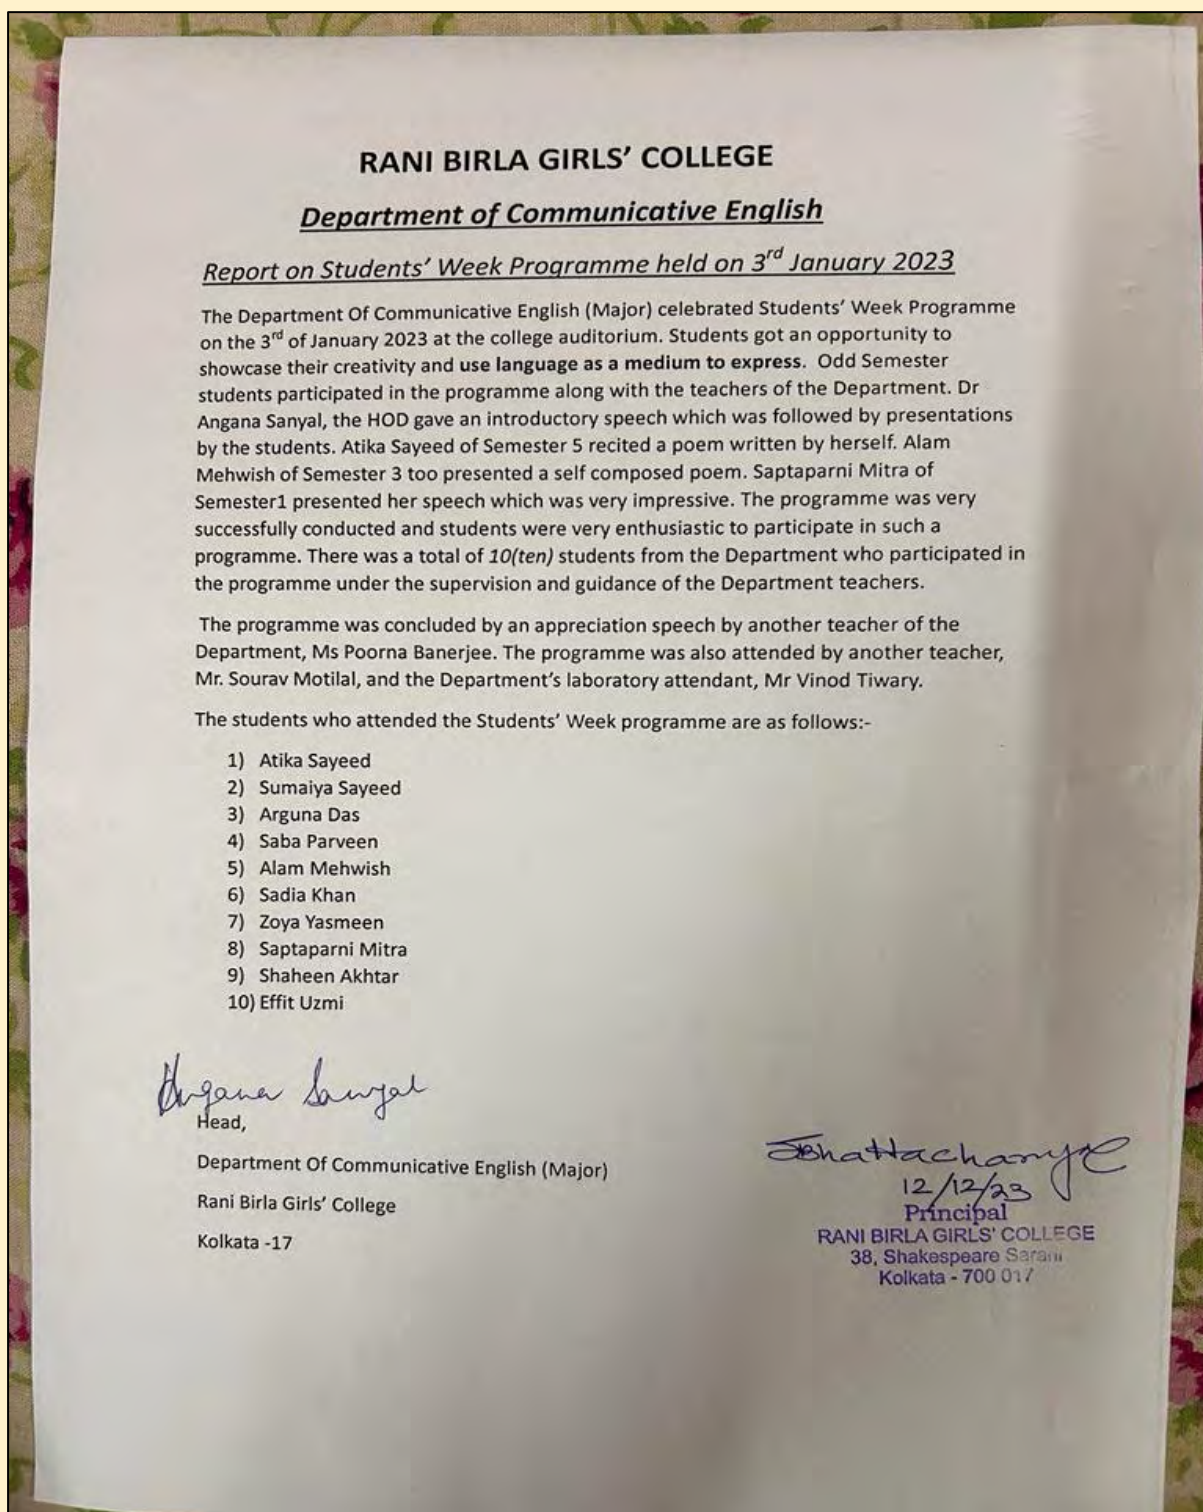 RANI BIRLA GIRLS' COLLEGE
Department of Communicative English
Report on Students' Week Programme held on 3rd January 2023
The Department Of Communicative English (Major) celebrated Students' Week Programme
on the 3rd of January 2023 at the college auditorium. Students got an opportunity to
showcase their creativity and use language as a medium to express. Odd Semester
students participated in the programme along with the teachers of the Department. Dr
Angana Sanyal, the HOD gave an introductory speech which was followed by presentations
by the students. Atika Sayeed of Semester 5 recited a poem written by herself. Alam
Mehwish of Semester 3 too presented a self composed poem. Saptaparni Mitra of
Semester1 presented her speech which was very impressive. The programme was very
successfully conducted and students were very enthusiastic to participate in such a
programme. There was a total of 10(ten) students from the Department who participated in
the programme under the supervision and guidance of the Department teachers.
The programme was concluded by an appreciation speech by another teacher of the
Department, Ms Poorna Banerjee. The programme was also attended by another teacher,
Mr. Sourav Motilal, and the Department's laboratory attendant, Mr Vinod Tiwary.
The students who attended the Students' Week programme are as follows:-
1) Atika Sayeed
2) Sumaiya Sayeed
3) Arguna Das
4) Saba Parveen
5) Alam Mehwish
6) Sadia Khan
7) Zoya Yasmeen
8) Saptaparni Mitra
9) Shaheen Akhtar
10) Effit Uzmi
Angana Sanyal
Head,
Department Of Communicative English (Major)
Rani Birla Girls' College
Kolkata -17
SBhattacharya
12/12/23
Principal
RANI BIRLA GIRLS' COLLEGE
38, Shakespeare Sarani
Kolkata - 700 017